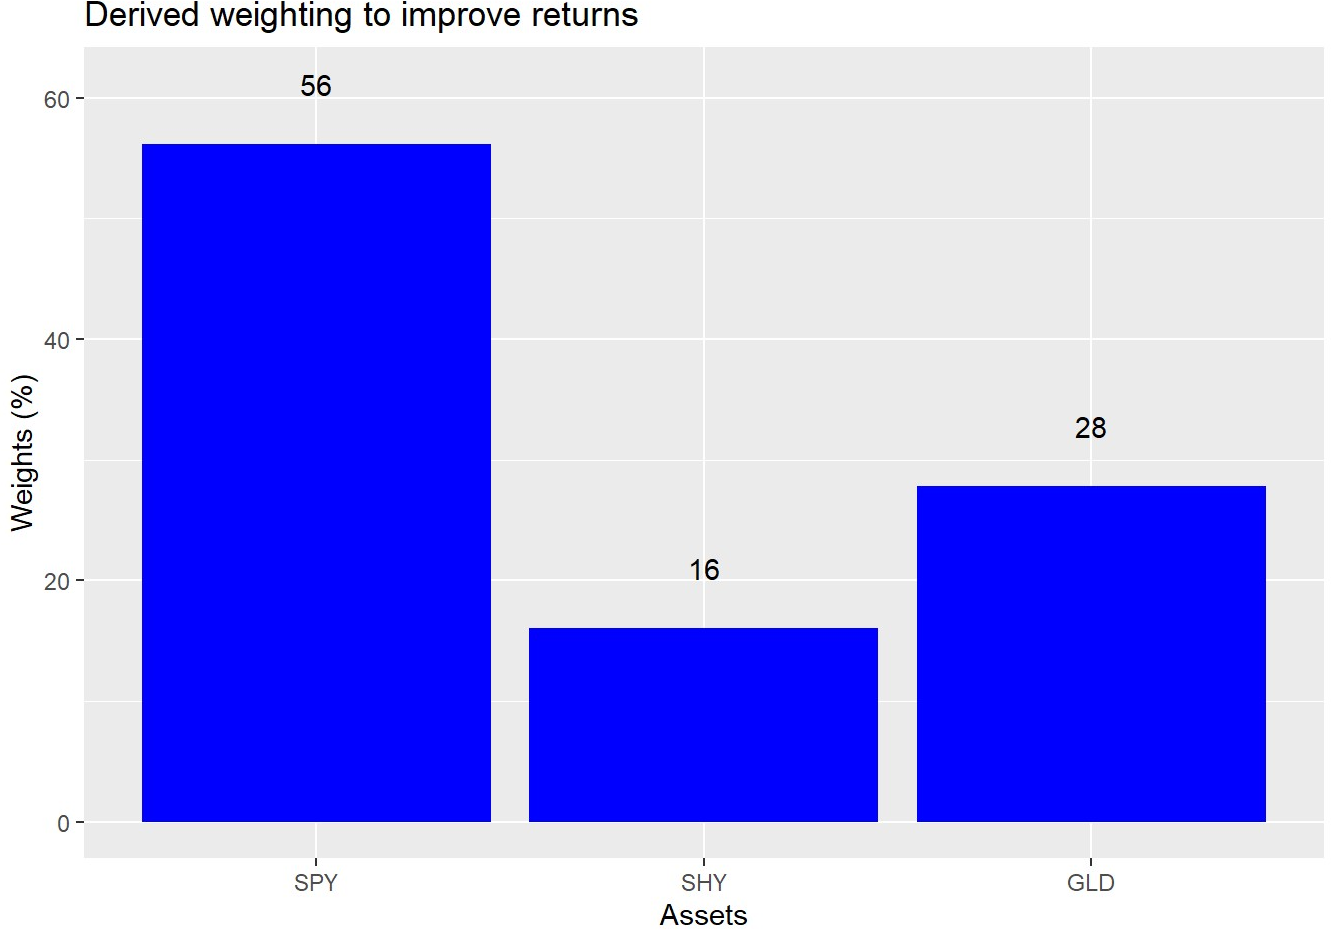 Derived weighting to improve returns
56
60
40
28
16
20
0
Weights (%)
SPY SHY GLD
Assets